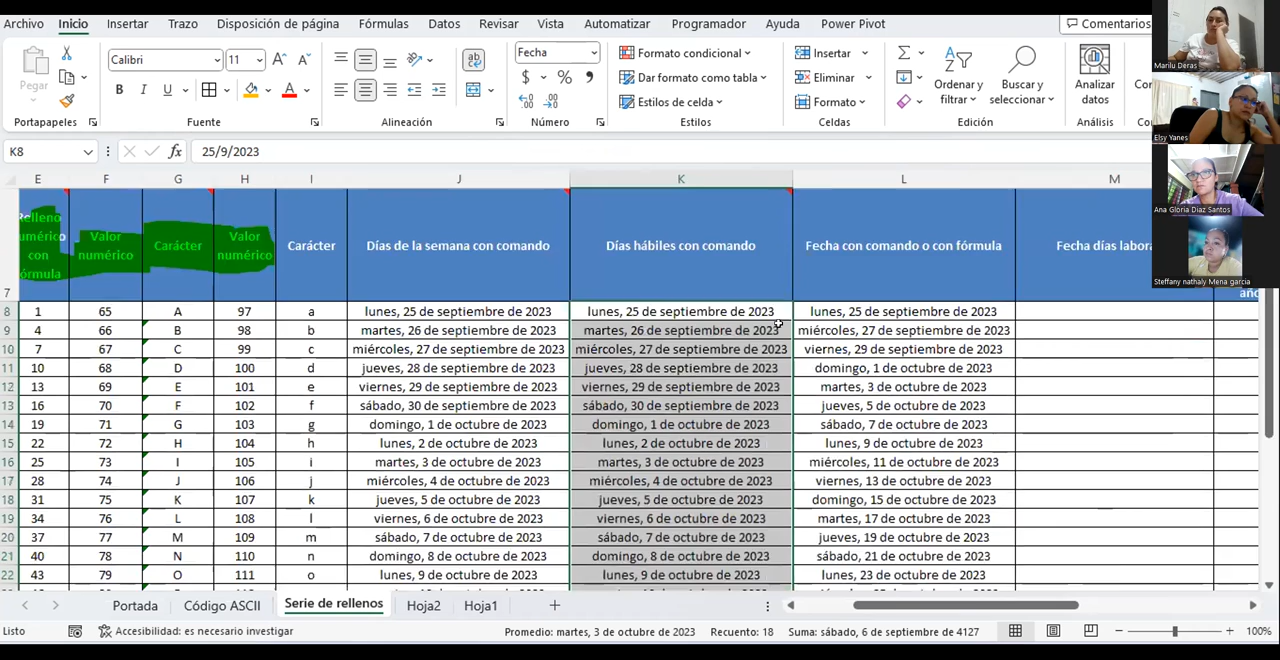 Archivo Inicio Insertar Trazo Disposición de página Fórmulas Datos Revisar Vista Automatizar Programador Ayuda Power Pivot Comentarios
Pegar
Calibri 11 A A
N K S A
ab
Fecha
$ % 9
Formato condicional
Dar formato como tabla
Estilos de celda
Insertar
Eliminar
Formato
Ordenar y
filtrar
Buscar y
seleccionar
Analizar
datos
Portapapeles Fuente Alineación Número Estilos Celdas Edición Análisis
Marilu Deras
Elsy Yanes
Ana Gloria Diaz Santos
Steffany nathaly Mena garcia
K8 fx 25/9/2023
E F G H I J K L M
7
Relleno
numérico
con
fórmula
Valor
numérico
Carácter
Valor
numérico
Carácter
Días de la semana con comando
Días hábiles con comando
Fecha con comando o con fórmula
Fecha días labora
8 1 65 A 97 a lunes, 25 de septiembre de 2023 lunes, 25 de septiembre de 2023 lunes, 25 de septiembre de 2023
9 4 66 B 98 b martes, 26 de septiembre de 2023 martes, 26 de septiembre de 2023 miércoles, 27 de septiembre de 2023
10 7 67 C 99 c miércoles, 27 de septiembre de 2023 miércoles, 27 de septiembre de 2023 viernes, 29 de septiembre de 2023
11 10 68 D 100 d jueves, 28 de septiembre de 2023 jueves, 28 de septiembre de 2023 domingo, 1 de octubre de 2023
12 13 69 E 101 e viernes, 29 de septiembre de 2023 viernes, 29 de septiembre de 2023 martes, 3 de octubre de 2023
13 16 70 F 102 f sábado, 30 de septiembre de 2023 sábado, 30 de septiembre de 2023 jueves, 5 de octubre de 2023
14 19 71 G 103 g domingo, 1 de octubre de 2023 domingo, 1 de octubre de 2023 sábado, 7 de octubre de 2023
15 22 72 H 104 h lunes, 2 de octubre de 2023 lunes, 2 de octubre de 2023 lunes, 9 de octubre de 2023
16 25 73 I 105 i martes, 3 de octubre de 2023 martes, 3 de octubre de 2023 miércoles, 11 de octubre de 2023
17 28 74 J 106 j miércoles, 4 de octubre de 2023 miércoles, 4 de octubre de 2023 viernes, 13 de octubre de 2023
18 31 75 K 107 k jueves, 5 de octubre de 2023 jueves, 5 de octubre de 2023 domingo, 15 de octubre de 2023
19 34 76 L 108 l viernes, 6 de octubre de 2023 viernes, 6 de octubre de 2023 martes, 17 de octubre de 2023
20 37 77 M 109 m sábado, 7 de octubre de 2023 sábado, 7 de octubre de 2023 jueves, 19 de octubre de 2023
21 40 78 N 110 n domingo, 8 de octubre de 2023 domingo, 8 de octubre de 2023 sábado, 21 de octubre de 2023
22 43 79 O 111 o lunes, 9 de octubre de 2023 lunes, 9 de octubre de 2023 lunes, 23 de octubre de 2023
Portada Código ASCII Serie de rellenos Hoja2 Hoja1
Listo Accesibilidad: es necesario investigar Promedio: martes, 3 de octubre de 2023 Recuento: 18 Suma: sábado, 6 de septiembre de 4127 100%